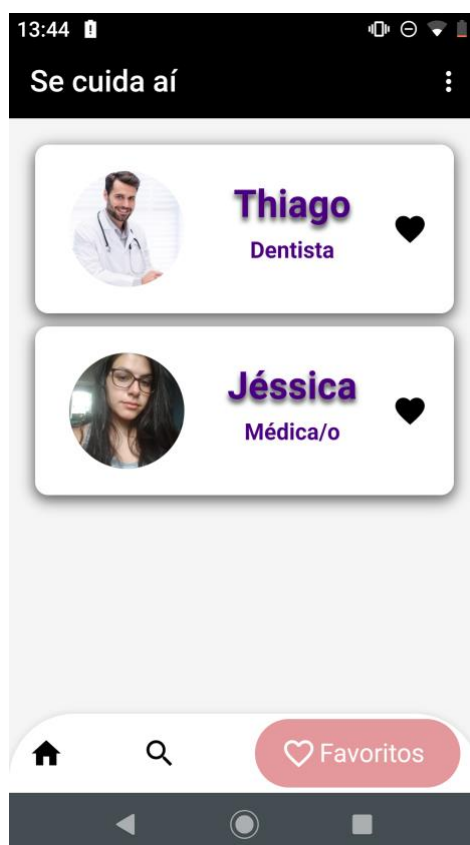 13:44
Se cuida aí
Thiago
Dentista
Jéssica
Médica/o
Favoritos